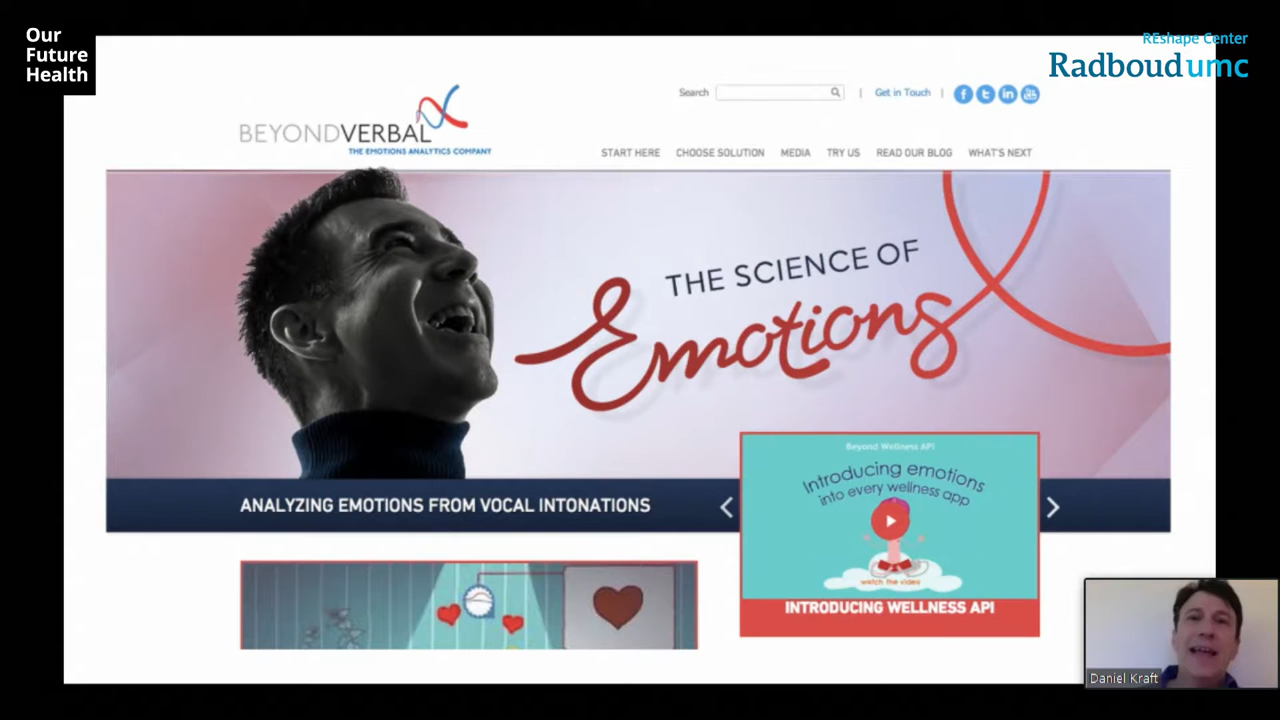 Our
Future
Health
REshape Center
Radboudumc
Search
Get in Touch
BEYONDVERBAL
THE EMOTIONS ANALYTICS COMPANY
START HERE CHOOSE SOLUTION MEDIA TRY US READ OUR BLOG WHAT'S NEXT
THE SCIENCE OF
Emotions
ANALYZING EMOTIONS FROM VOCAL INTONATIONS
Beyond Wellness API
Introducing emotions
into every wellness app
watch the video
INTRODUCING WELLNESS API
Daniel Kraft